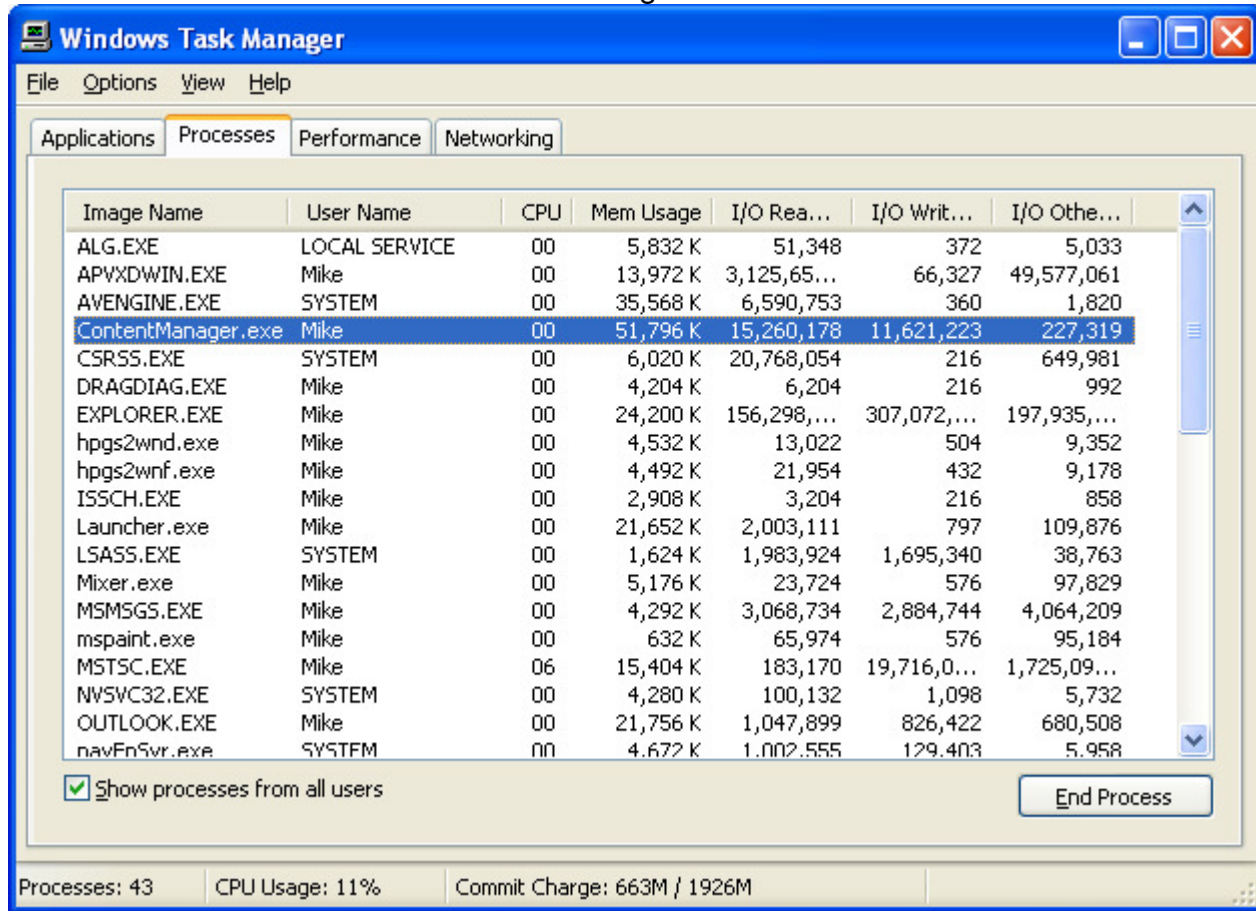 Windows Task Manager
File Options View Help
Applications Processes Performance Networking
Image Name User Name CPU Mem Usage I/O Rea... I/O Writ... I/O Othe...
ALG.EXE LOCAL SERVICE 00 5,832 K 51,348 372 5,033
APVXDWIN.EXE Mike 00 13,972 K 3,125,65... 66,327 49,577,061
AVENGINE.EXE SYSTEM 00 35,568 K 6,590,753 360 1,820
ContentManager.exe Mike 00 51,796 K 15,260,178 11,621,223 227,319
CSRSS.EXE SYSTEM 00 6,020 K 20,768,054 216 649,981
DRAGDIAG.EXE Mike 00 4,204 K 6,204 216 992
EXPLORER.EXE Mike 00 24,200 K 156,298,... 307,072,... 197,935,...
hpgs2wnd.exe Mike 00 4,532 K 13,022 504 9,352
hpgs2wnf.exe Mike 00 4,492 K 21,954 432 9,178
ISSCH.EXE Mike 00 2,908 K 3,204 216 858
Launcher.exe Mike 00 21,652 K 2,003,111 797 109,876
LSASS.EXE SYSTEM 00 1,624 K 1,983,924 1,695,340 38,763
Mixer.exe Mike 00 5,176 K 23,724 576 97,829
MSMSGS.EXE Mike 00 4,292 K 3,068,734 2,884,744 4,064,209
mspaint.exe Mike 00 632 K 65,974 576 95,184
MSTSC.EXE Mike 06 15,404 K 183,170 19,716,0... 1,725,09...
NVSVC32.EXE SYSTEM 00 4,280 K 100,132 1,098 5,732
OUTLOOK.EXE Mike 00 21,756 K 1,047,899 826,422 680,508
SYSTEM 00 4,672 K 1,002,555 129,403 5,958
Show processes from all users
End Process
Processes: 43 CPU Usage: 11% Commit Charge: 663M / 1926M